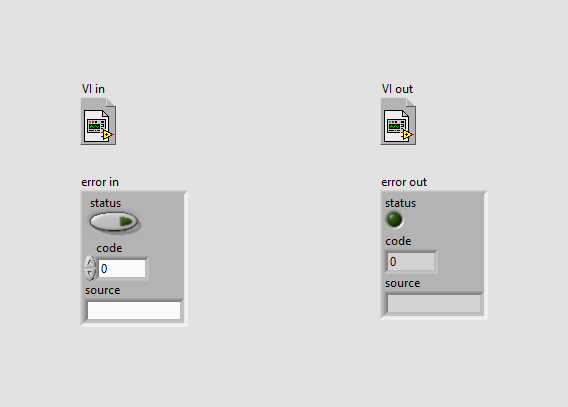 VI in
VI out
error in
status
code
0
source
error out
status
code
0
source